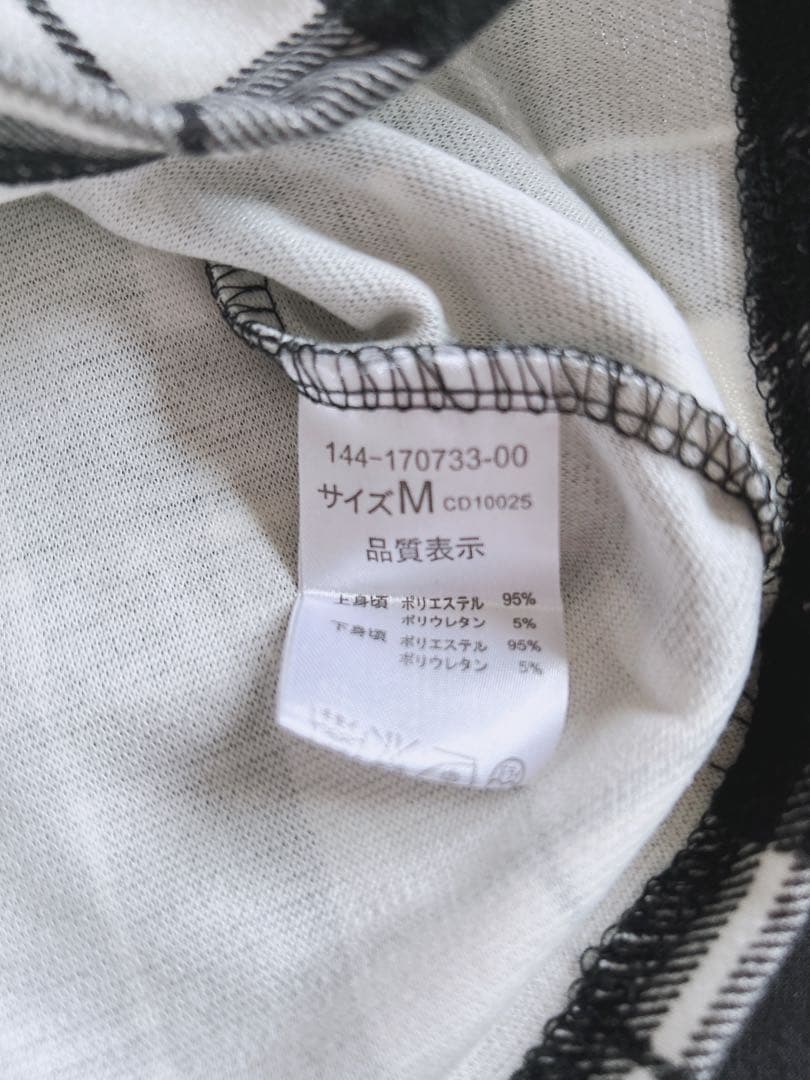 144-170733-00
サイズM CD10025
品質表示
上身頃 ポリエステル 95%
ポリウレタン 5%
下身頃 ポリエステル 95%
ポリウレタン 5%